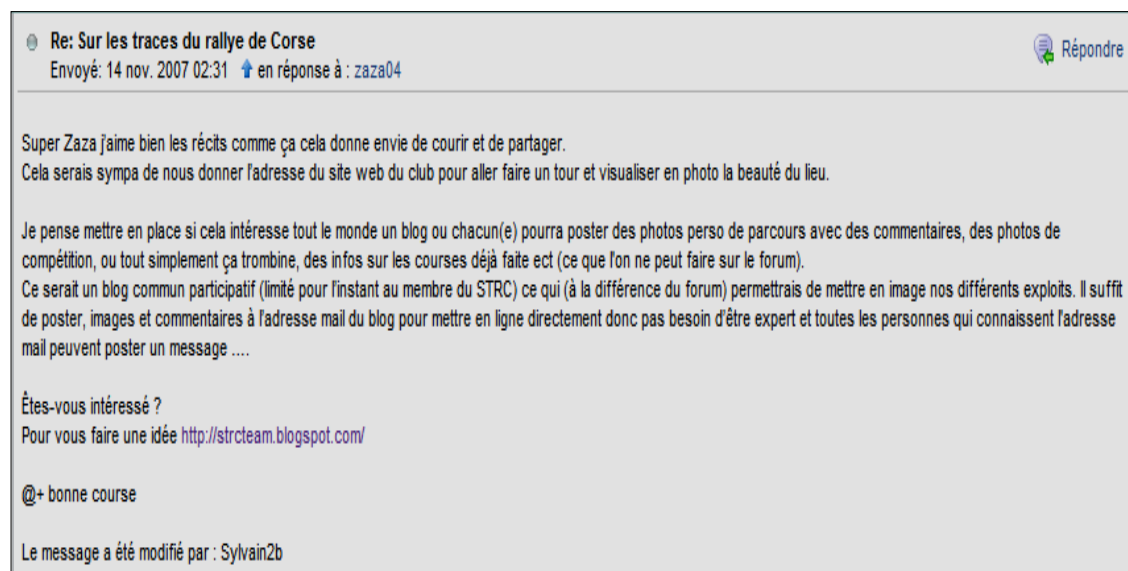 Re: Sur les traces du rallye de Corse
Répondre
Envoyé: 14 nov. 2007 02:31 en réponse à : zaza04
Super Zaza j'aime bien les récits comme ça cela donne envie de courir et de partager.
Cela serais sympa de nous donner l'adresse du site web du club pour aller faire un tour et visualiser en photo la beauté du lieu.
Je pense mettre en place si cela intéresse tout le monde un blog ou chacun(e) pourra poster des photos perso de parcours avec des commentaires, des photos de
compétition, ou tout simplement ça trombine, des infos sur les courses déjà faite ect (ce que l'on ne peut faire sur le forum).
Ce serait un blog commun participatif (limité pour l'instant au membre du STRC) ce qui (à la différence du forum) permettrais de mettre en image nos différents exploits. Il suffit
de poster, images et commentaires à l'adresse mail du blog pour mettre en ligne directement donc pas besoin d'être expert et toutes les personnes qui connaissent l'adresse
mail peuvent poster un message ....
Êtes-vous intéressé ?
Pour vous faire une idée http://strcteam.blogspot.com/
@+ bonne course
Le message a été modifié par : Sylvain2b